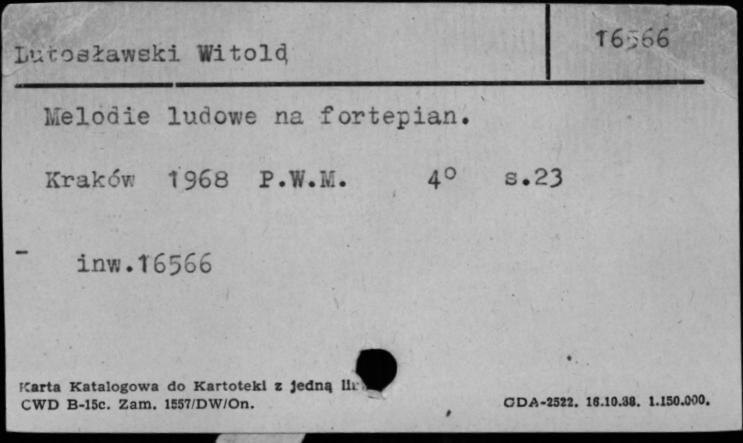 Lutosławski Witold
16566
Melodie ludowe na fortepian.
Kraków 1968 P.W.M. 4° s.23
inw.16566
Karta Katalogowa do Kartoteki z jedną
CWD B-15c. Zam. 1557/DW/On.
GDA-2522. 16.10.38. 1.150.000.